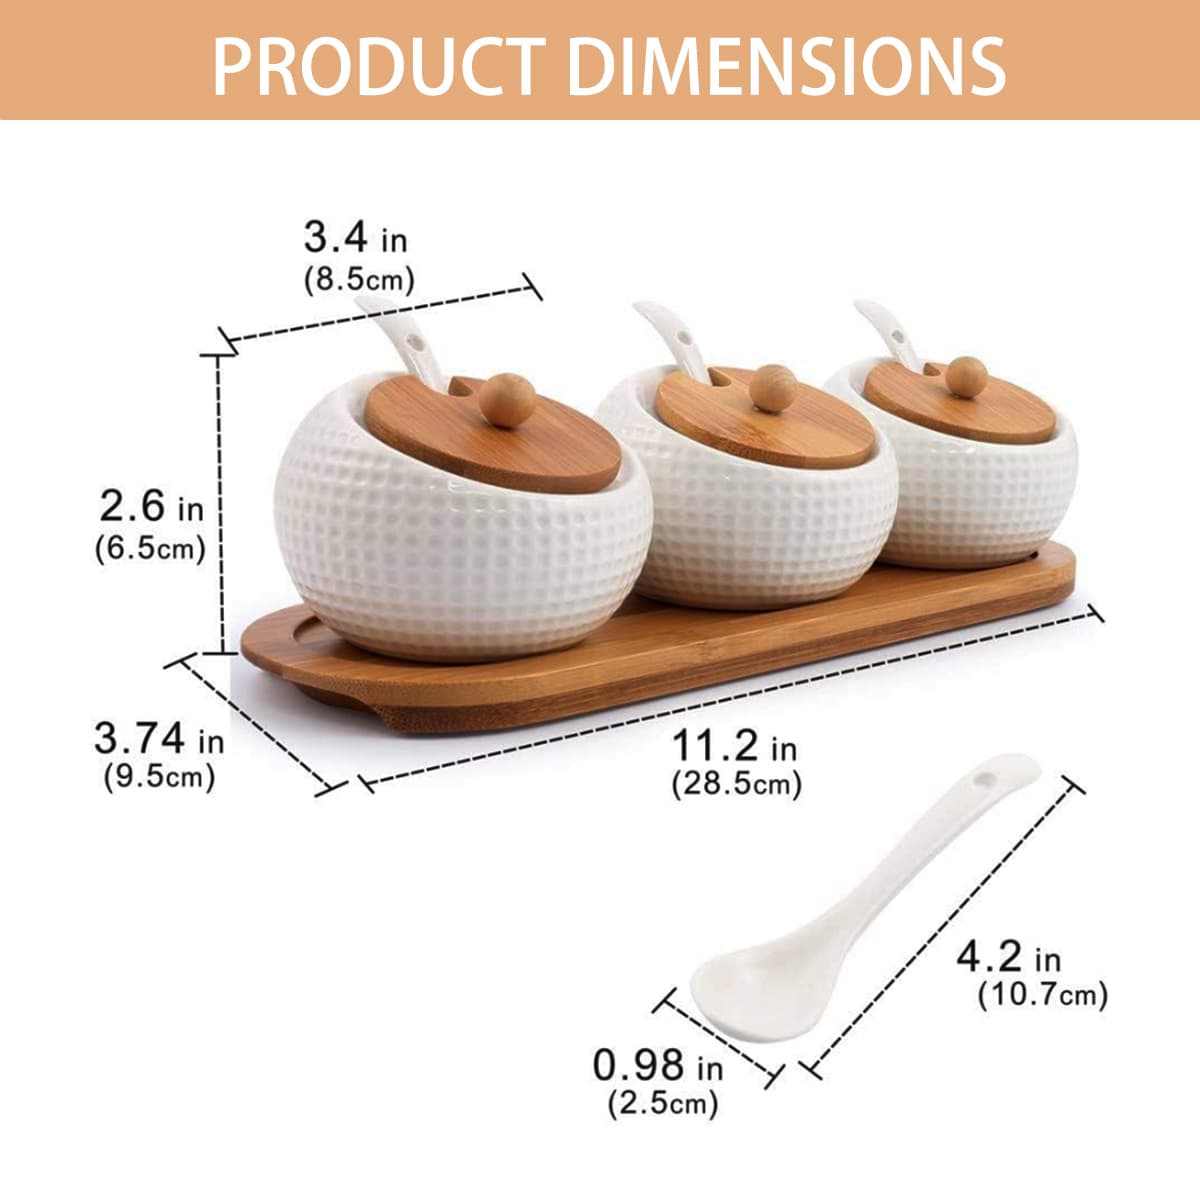 PRODUCT DIMENSIONS
3.4 in
(8.5cm)
2.6 in
(6.5cm)
3.74 in
(9.5cm)
11.2 in
(28.5cm)
4.2 in
(10.7cm)
0.98 in
(2.5cm)